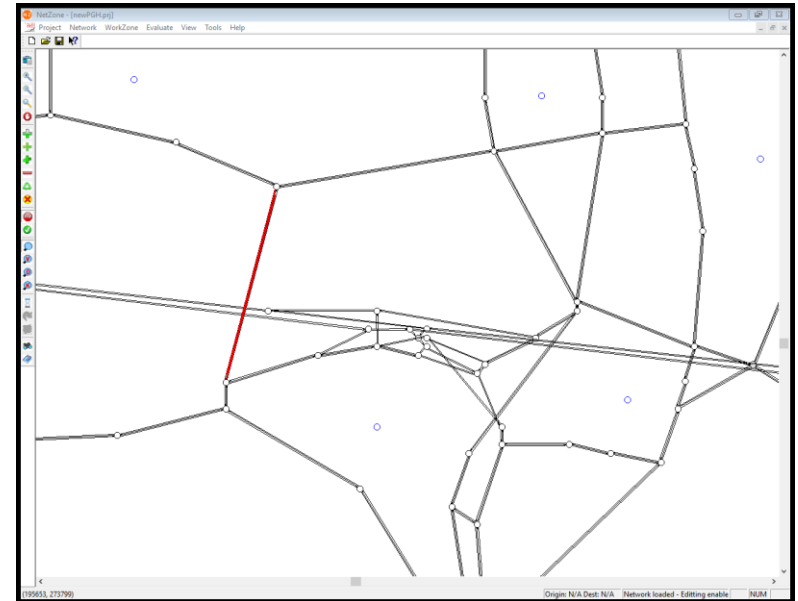 NetZone - [newPGH.prj]
Project Network WorkZone Evaluate View Tools Help
(195653, 273799)
Origin: N/A Dest: N/A Network loaded - Editting enable NUM